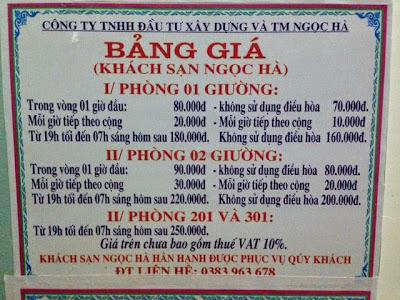 CÔNG TY TNHH ĐẦU TƯ XÂY DỰNG VÀ TM NGỌC HÀ
BẢNG GIÁ
(KHÁCH SẠN NGỌC HÀ)
I/ PHÒNG 01 GIƯỜNG:
Trong vòng 01 giờ đầu: 80.000đ - không sử dụng điều hòa 70.000đ.
Mỗi giờ tiếp theo cộng 20.000đ - Mỗi giờ tiếp theo cộng 10.000đ
Từ 19h tối đến 07h sáng hôm sau 180.000đ. Không sử dụng điều hòa 160.000đ.
II/ PHÒNG 02 GIƯỜNG:
Trong vòng 01 giờ đầu: 90.000đ - không sử dụng điều hòa 80.000đ.
Mỗi giờ tiếp theo cộng 30.000đ - Mỗi giờ tiếp theo cộng 20.000đ
Từ 19h tối đến 07h sáng hôm sau 220.000đ. Không sử dụng điều hòa 200.000đ.
II/ PHÒNG 201 VÀ 301:
Từ 19h tối đến 07h sáng hôm sau 250.000đ.
Giá trên chưa bao gồm thuế VAT 10%.
KHÁCH SẠN NGỌC HÀ HÂN HẠNH ĐƯỢC PHỤC VỤ QÚY KHÁCH
ĐT LIÊN HỆ: 0383 963 678